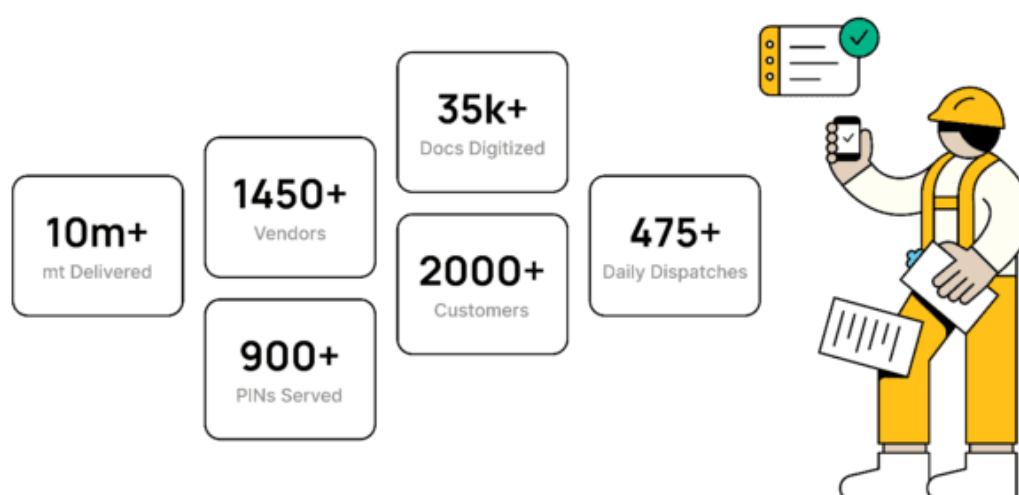 10m+
mt Delivered
1450+
Vendors
900+
PINs Served
35k+
Docs Digitized
2000+
Customers
475+
Daily Dispatches